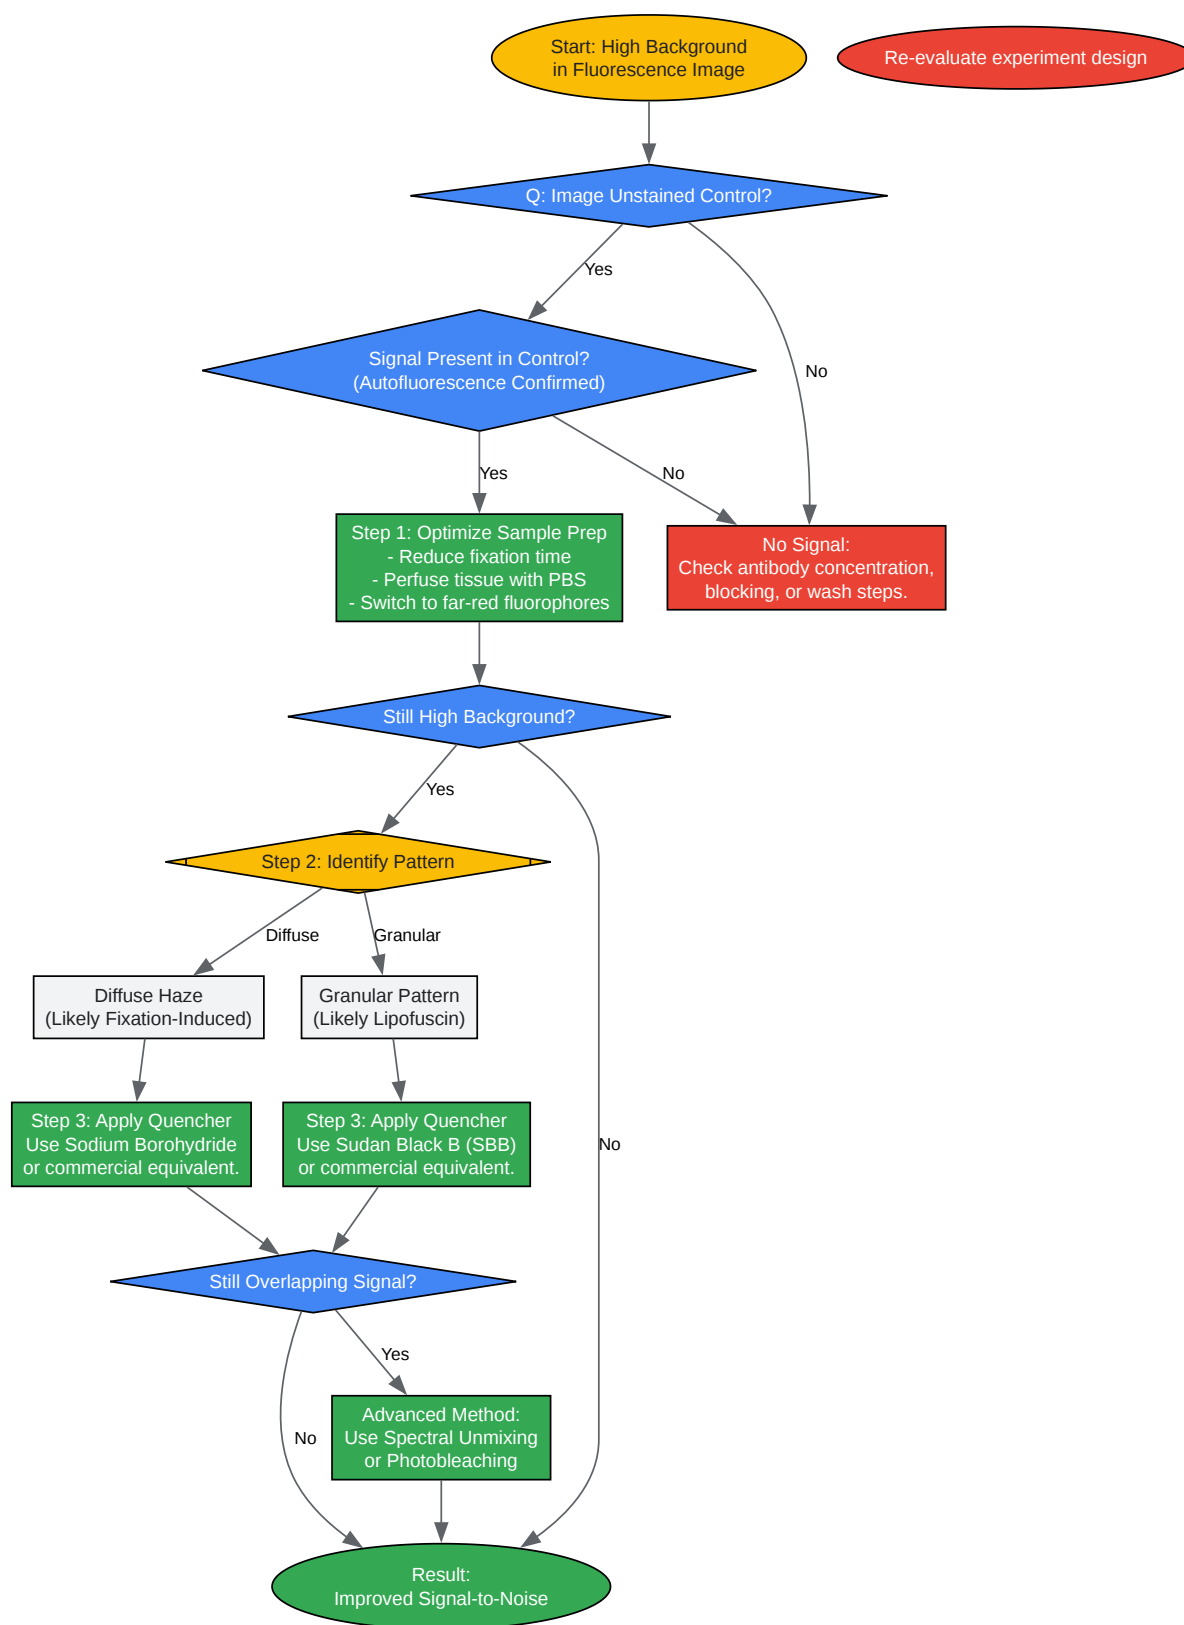 Start: High Background
in Fluorescence Image
Re-evaluate experiment design
Q: Image Unstained Control?
Yes
No
Signal Present in Control?
(Autofluorescence Confirmed)
Yes
No
Step 1: Optimize Sample Prep
- Reduce fixation time
- Perfuse tissue with PBS
- Switch to far-red fluorophores
No Signal:
Check antibody concentration,
blocking, or wash steps.
Still High Background?
Yes
No
Step 2: Identify Pattern
Diffuse
Granular
Diffuse Haze
(Likely Fixation-Induced)
Granular Pattern
(Likely Lipofuscin)
Step 3: Apply Quencher
Use Sodium Borohydride
or commercial equivalent.
Step 3: Apply Quencher
Use Sudan Black B (SBB)
or commercial equivalent.
Still Overlapping Signal?
Yes
No
Advanced Method:
Use Spectral Unmixing
or Photobleaching
Result:
Improved Signal-to-Noise